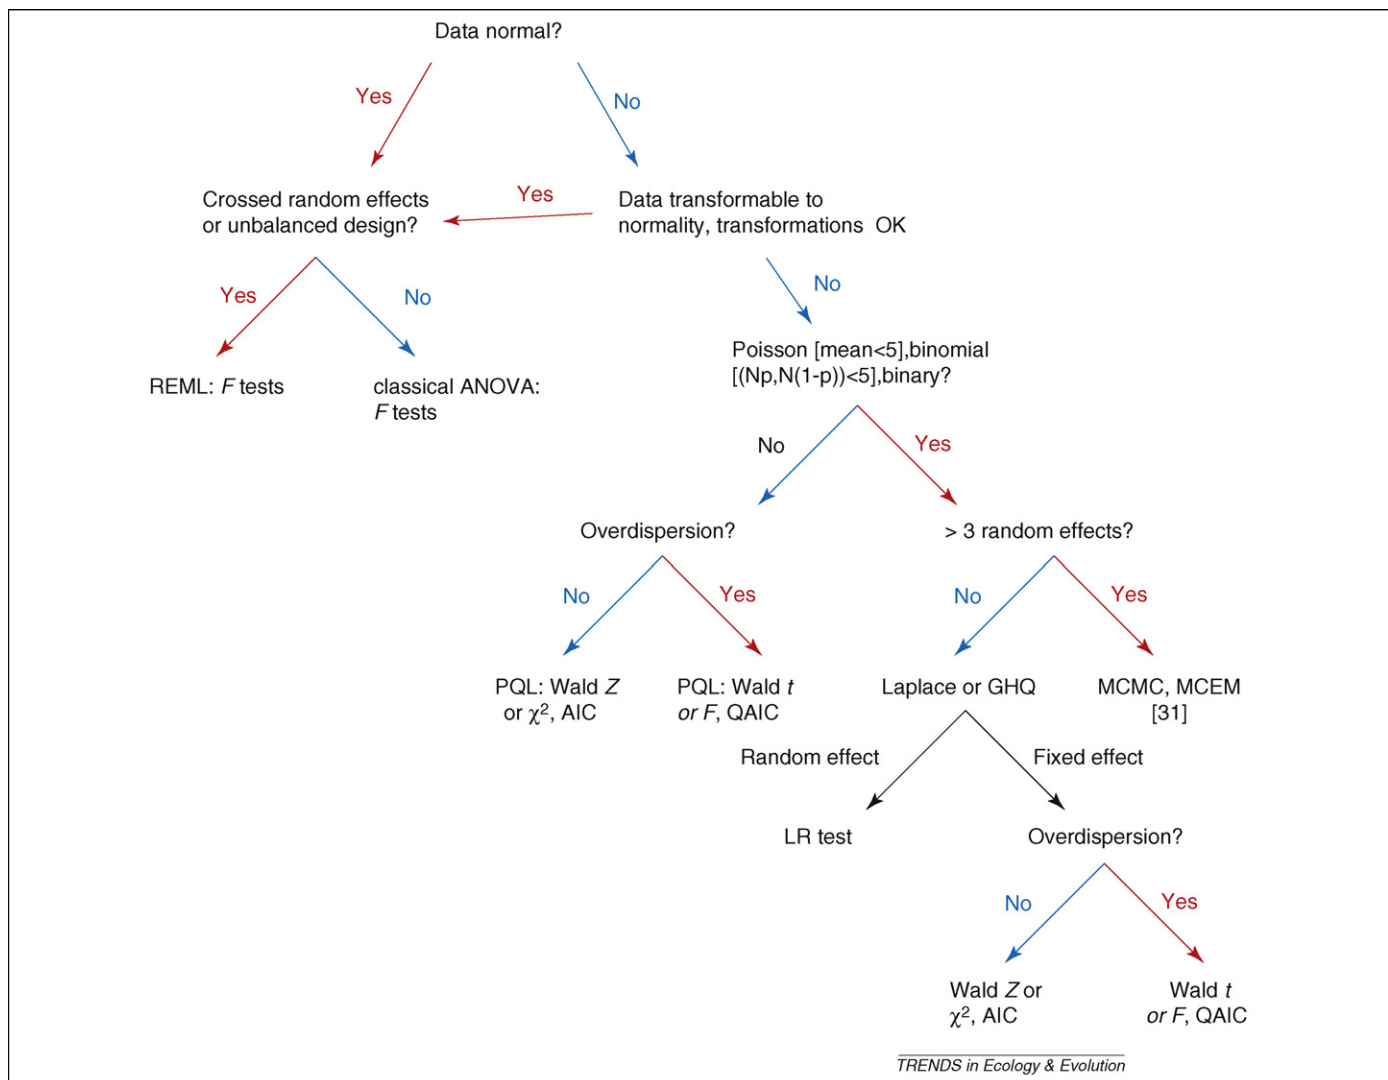 Data normal?
Yes
No
Crossed random effects
or unbalanced design?
Yes
Data transformable to
normality, transformations OK
Yes
No
No
REML: F tests
classical ANOVA:
F tests
Poisson [mean<5],binomial
[(Np,N(1-p))<5],binary?
No
Yes
Overdispersion?
> 3 random effects?
No
Yes
No
Yes
PQL: Wald Z
or χ², AIC
PQL: Wald t
or F, QAIC
Laplace or GHQ
MCMC, MCEM
[31]
Random effect
Fixed effect
LR test
Overdispersion?
No
Yes
Wald Z or
χ², AIC
Wald t
or F, QAIC
TRENDS in Ecology & Evolution